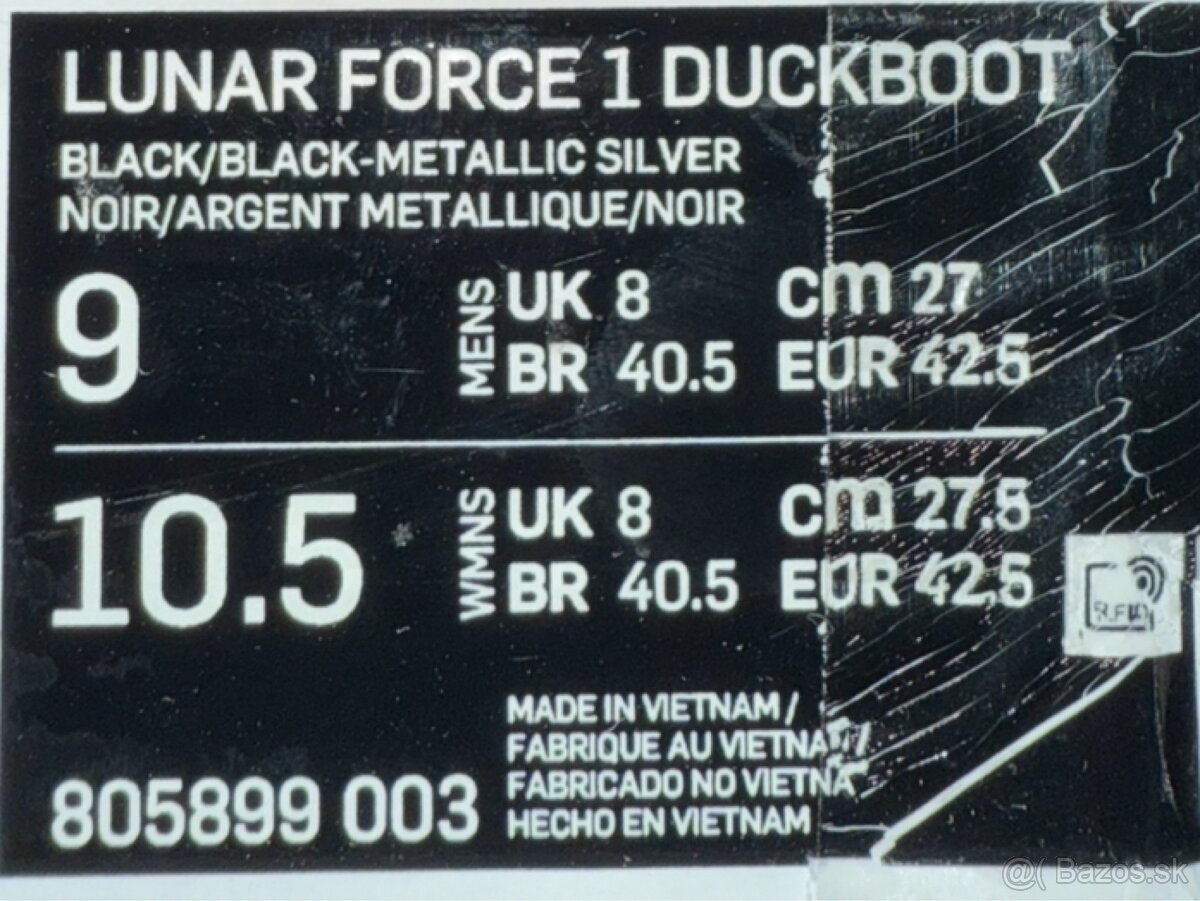 LUNAR FORCE 1 DUCKBOOT
BLACK/BLACK-METALLIC SILVER
NOIR/ARGENT METALLIQUE/NOIR
9 MENS UK 8 cm 27
BR 40.5 EUR 42.5
10.5 WMNS UK 8 cm 27.5
BR 40.5 EUR 42.5
MADE IN VIETNAM /
FABRIQUE AU VIETNAM /
FABRICADO NO VIETNA
HECHO EN VIETNAM
805899 003
R.F.I.D
@( Bazos.sk